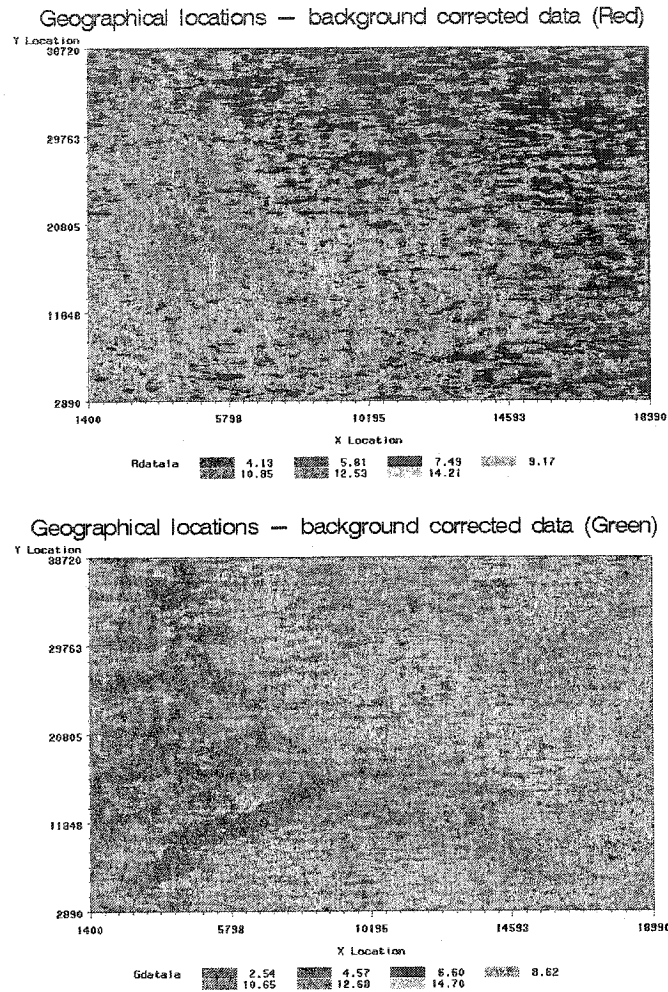 Geographical locations — background corrected data (Red)
Y Location
38720
29763
20805
11848
2890
1400 5798 10195 14593 18990
X Location
Rdata1a 4.13 5.81 7.49 9.17
10.85 12.53 14.21
Geographical locations — background corrected data (Green)
Y Location
38720
29763
20805
11848
2890
1400 5798 10195 14593 18990
X Location
Gdata1a 2.54 4.57 6.60 8.62
10.65 12.68 14.70